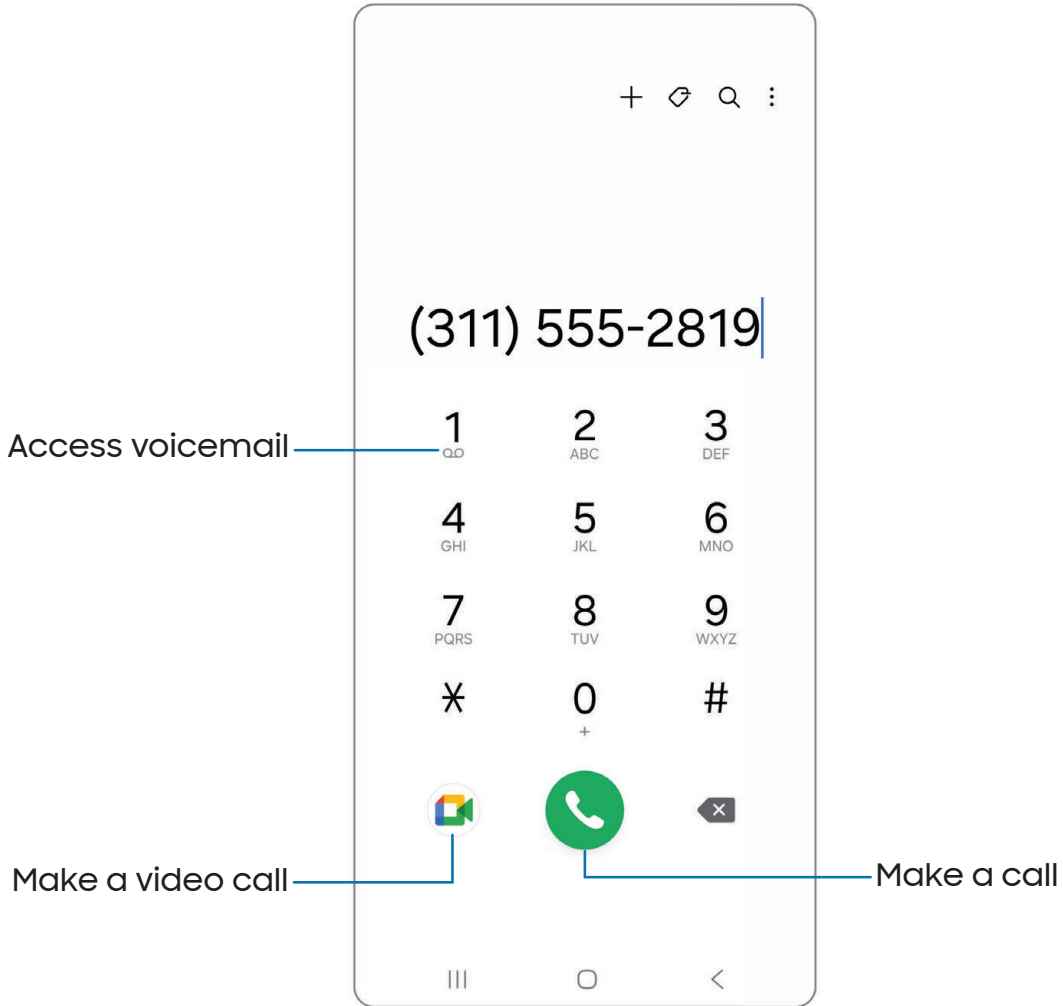 (311) 555-2819
Access voicemail
1 2 3
ABC DEF
4 5 6
GHI JKL MNO
7 8 9
PQRS TUV WXYZ
* 0 #
+
Make a video call
Make a call